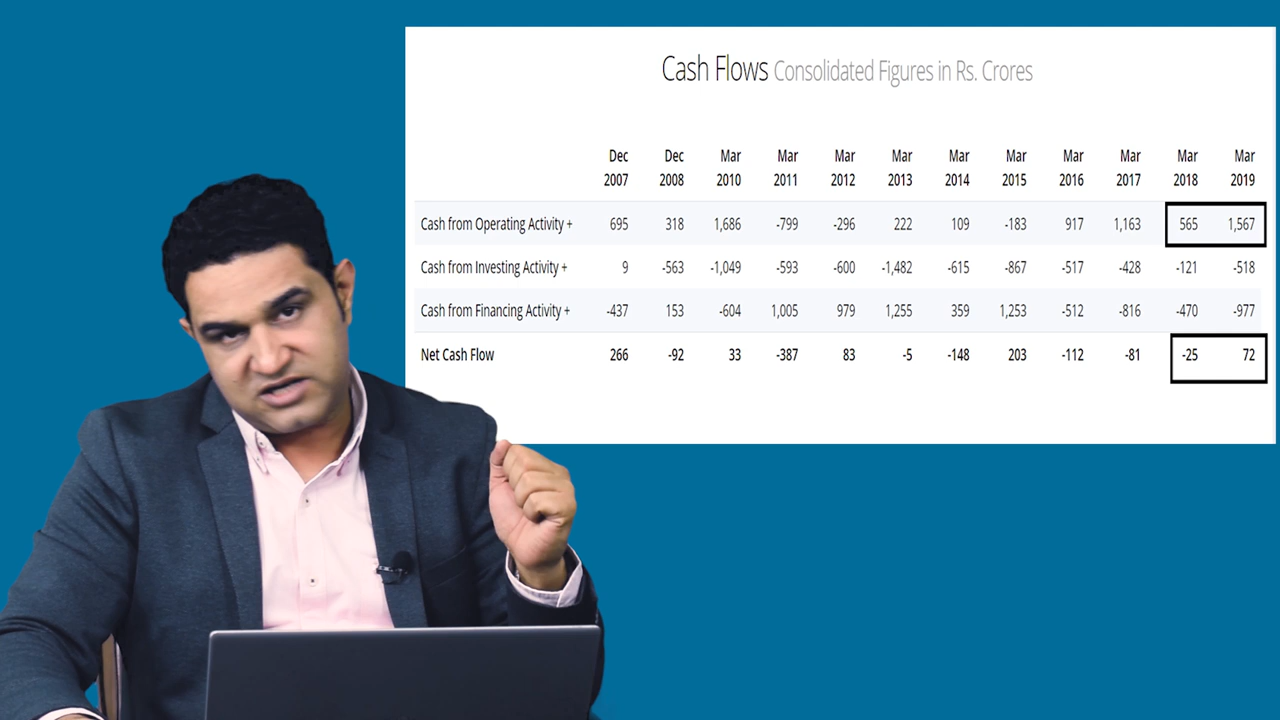 Cash Flows Consolidated Figures in Rs. Crores
Dec Dec Mar Mar Mar Mar Mar Mar Mar Mar Mar Mar
2007 2008 2010 2011 2012 2013 2014 2015 2016 2017 2018 2019
Cash from Operating Activity + 695 318 1,686 -799 -296 222 109 -183 917 1,163 565 1,567
Cash from Investing Activity + 9 -563 -1,049 -593 -600 -1,482 -615 -867 -517 -428 -121 -518
Cash from Financing Activity + -437 153 -604 1,005 979 1,255 359 1,253 -512 -816 -470 -977
Net Cash Flow 266 -92 33 -387 83 -5 -148 203 -112 -81 -25 72